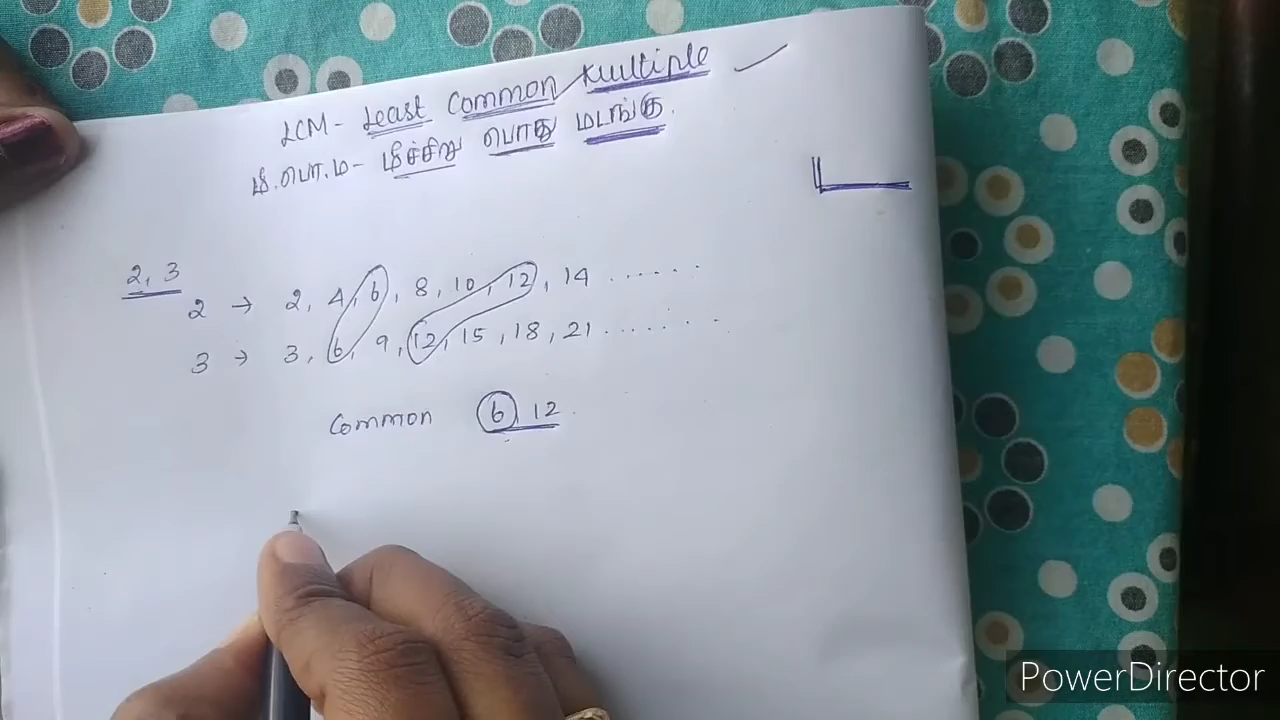 LCM - Least Common Multiple
மீ.பொ.ம - மீச்சிறு பொது மடங்கு.
2, 3
2 → 2, 4, 6, 8, 10, 12, 14 ......
3 → 3, 6, 9, 12, 15, 18, 21 .......
Common 6, 12.
PowerDirector